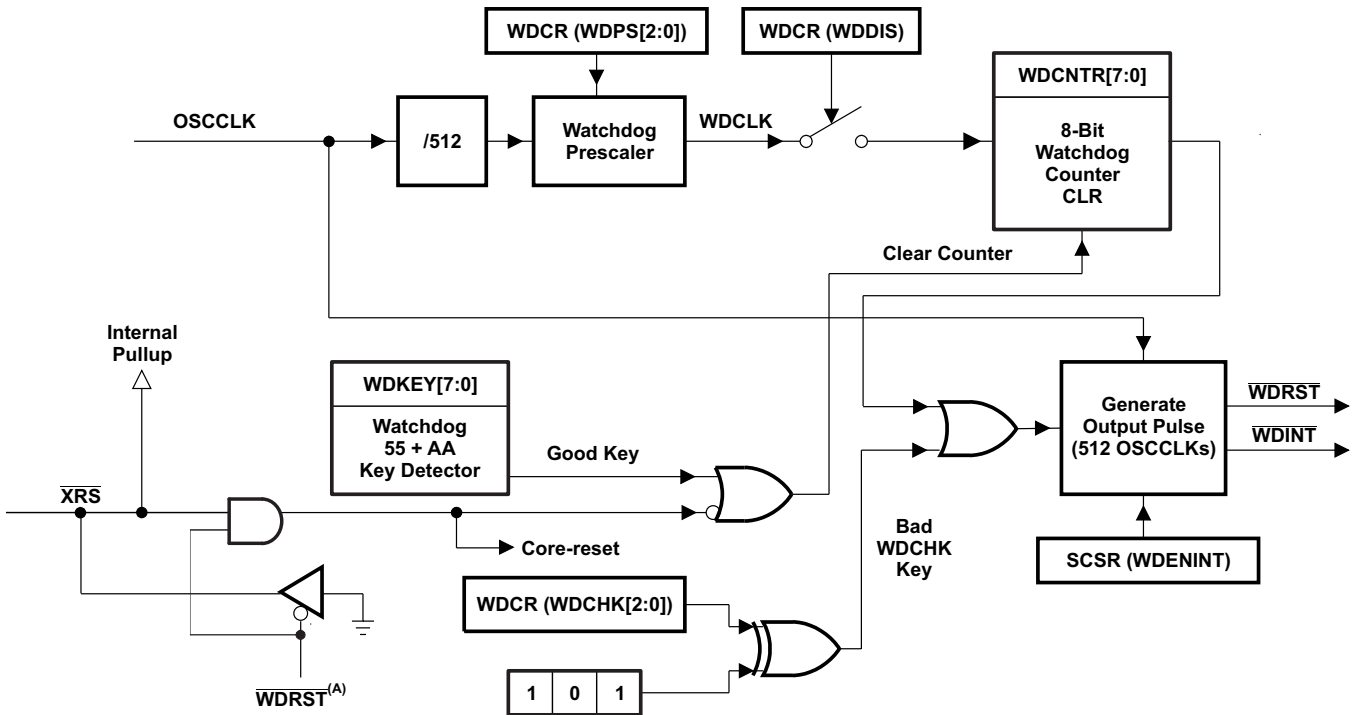 WDCR (WDPS[2:0])
WDCR (WDDIS)
WDCNTR[7:0]
OSCCLK
/512
Watchdog
Prescaler
WDCLK
8-Bit
Watchdog
Counter
CLR
Clear Counter
Internal
Pullup
WDKEY[7:0]
Watchdog
55 + AA
Key Detector
Good Key
Generate
Output Pulse
(512 OSCCLKs)
WDRST
WDINT
XRS
Core-reset
Bad
WDCHK
Key
SCSR (WDENINT)
WDCR (WDCHK[2:0])
WDRST(A)
1 0 1